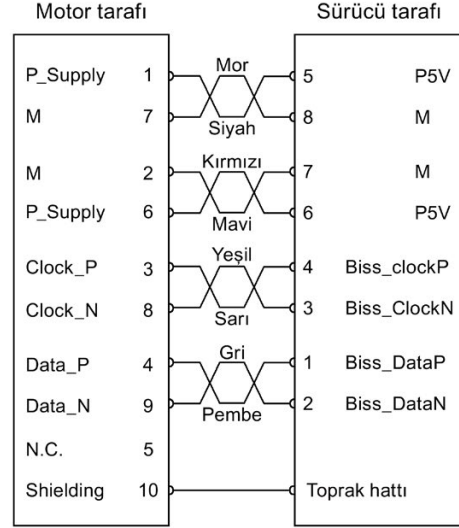 Motor tarafı Sürücü tarafı
P_Supply 1 Mor 5 P5V
M 7 Siyah 8 M
M 2 Kırmızı 7 M
P_Supply 6 Mavi 6 P5V
Clock_P 3 Yeşil 4 Biss_clockP
Clock_N 8 Sarı 3 Biss_ClockN
Data_P 4 Gri 1 Biss_DataP
Data_N 9 Pembe 2 Biss_DataN
N.C. 5
Shielding 10 Toprak hattı